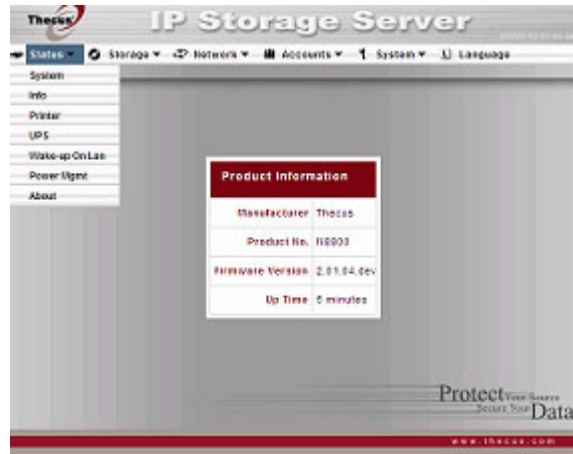 Thecus
IP Storage Server
Status Storage Network Accounts System Language
System
Info
Printer
UPS
Wake-up On Lan
Power Mgmt
About
Product Information
Manufacturer Thecus
Product No. N8800
Firmware Version 2.01.04.dev
Up Time 6 minutes
Protect Your Source
Secure Your Data
www.thecus.com